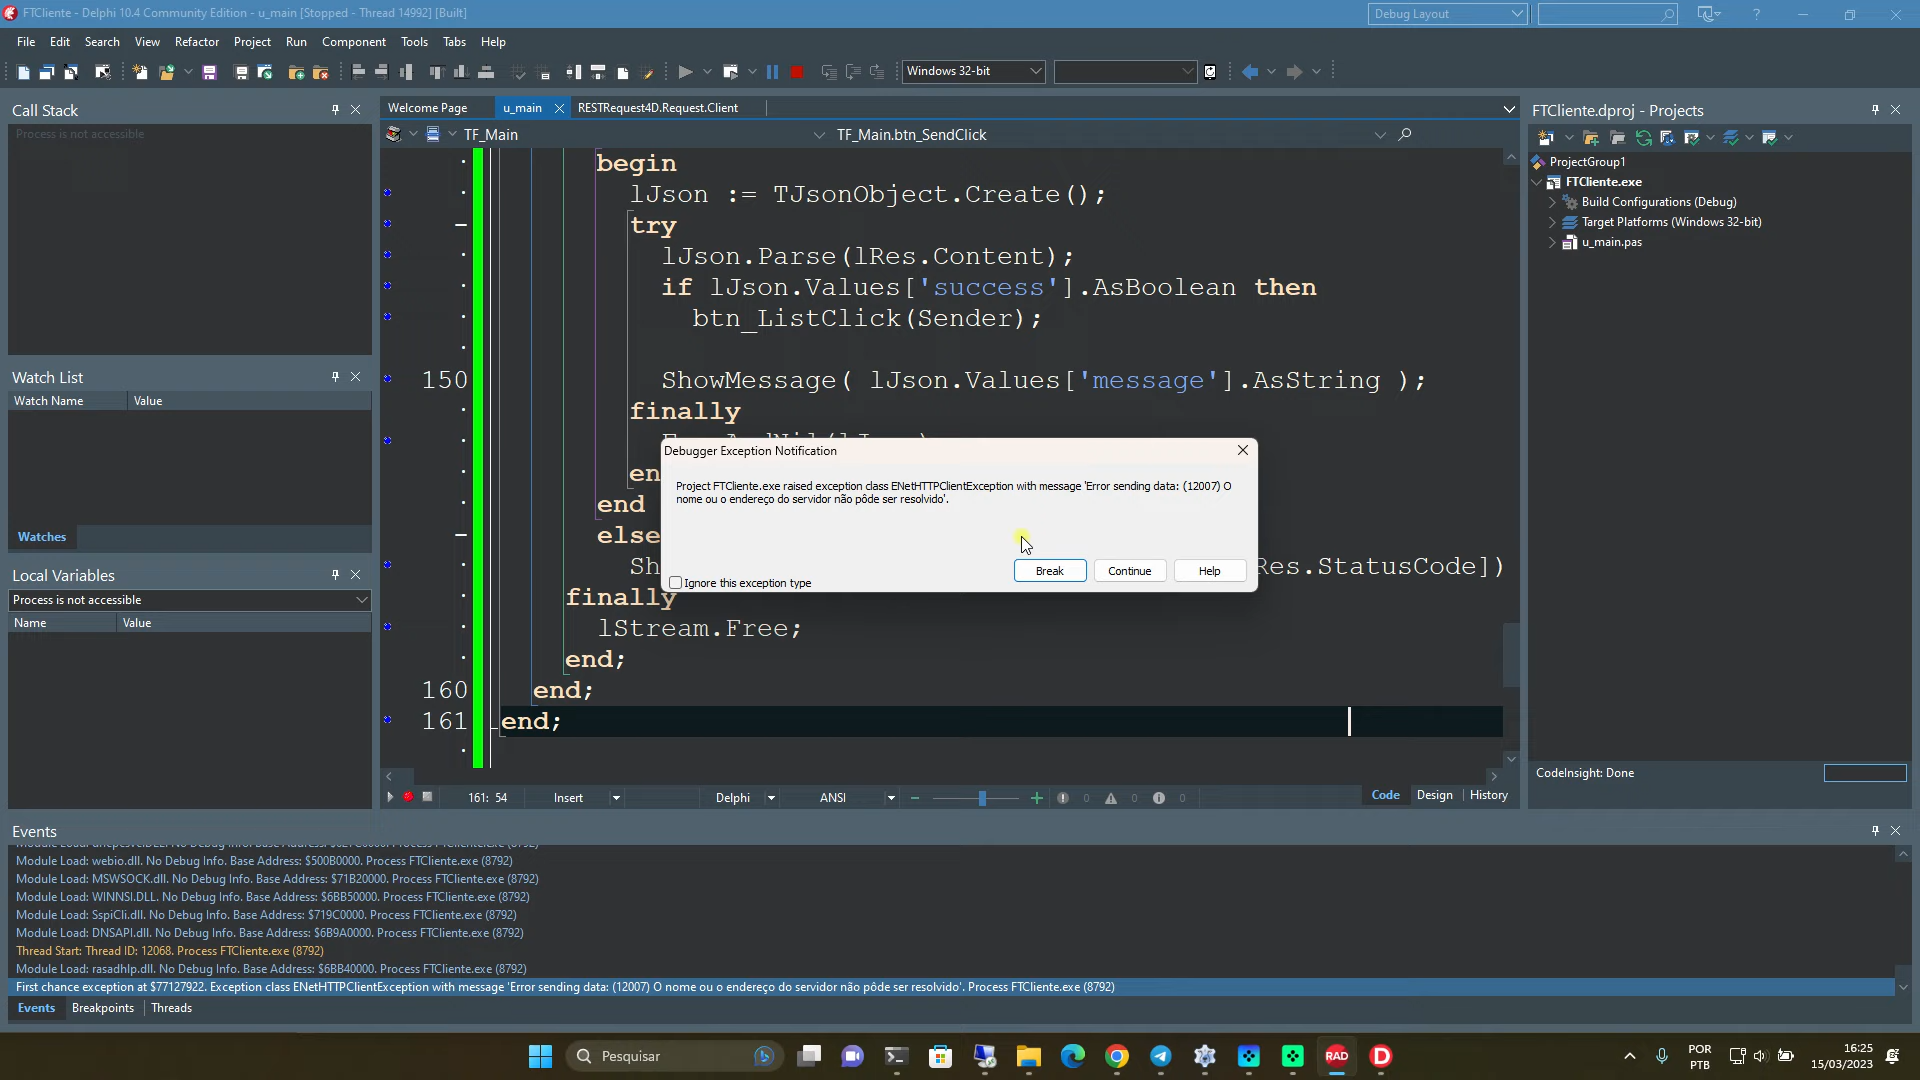 FTCliente - Delphi 10.4 Community Edition - u_main [Stopped - Thread 14992] [Built]
Debug Layout
File Edit Search View Refactor Project Run Component Tools Tabs Help
Windows 32-bit
Call Stack
Process is not accessible
Welcome Page u_main RESTRequest4D.Request.Client
TF_Main TF_Main.btn_SendClick
begin
lJson := TJsonObject.Create();
try
lJson.Parse(lRes.Content);
if lJson.Values['success'].AsBoolean then
btn_ListClick(Sender);
150 ShowMessage( lJson.Values['message'].AsString );
finally
end
else
Res.StatusCode])
finally
lStream.Free;
end;
160 end;
161 end;
Debugger Exception Notification
Project FTCliente.exe raised exception class ENetHTTPClientException with message 'Error sending data: (12007) O
nome ou o endereço do servidor não pôde ser resolvido'.
Break Continue Help
Ignore this exception type
Watch List
Watch Name Value
Watches
Local Variables
Process is not accessible
Name Value
161: 54 Insert Delphi ANSI 0 0 0
Code Design History
FTCliente.dproj - Projects
ProjectGroup1
FTCliente.exe
Build Configurations (Debug)
Target Platforms (Windows 32-bit)
u_main.pas
CodeInsight: Done
Events
Module Load: webio.dll. No Debug Info. Base Address: $500B0000. Process FTCliente.exe (8792)
Module Load: MSWSOCK.dll. No Debug Info. Base Address: $71B20000. Process FTCliente.exe (8792)
Module Load: WINNSI.DLL. No Debug Info. Base Address: $6BB50000. Process FTCliente.exe (8792)
Module Load: SspiCli.dll. No Debug Info. Base Address: $719C0000. Process FTCliente.exe (8792)
Module Load: DNSAPI.dll. No Debug Info. Base Address: $6B9A0000. Process FTCliente.exe (8792)
Thread Start: Thread ID: 12068. Process FTCliente.exe (8792)
Module Load: rasadhlp.dll. No Debug Info. Base Address: $6BB40000. Process FTCliente.exe (8792)
First chance exception at $77127922. Exception class ENetHTTPClientException with message 'Error sending data: (12007) O nome ou o endereço do servidor não pôde ser resolvido'. Process FTCliente.exe (8792)
Events Breakpoints Threads
Pesquisar
RAD
POR
PTB
16:25
15/03/2023